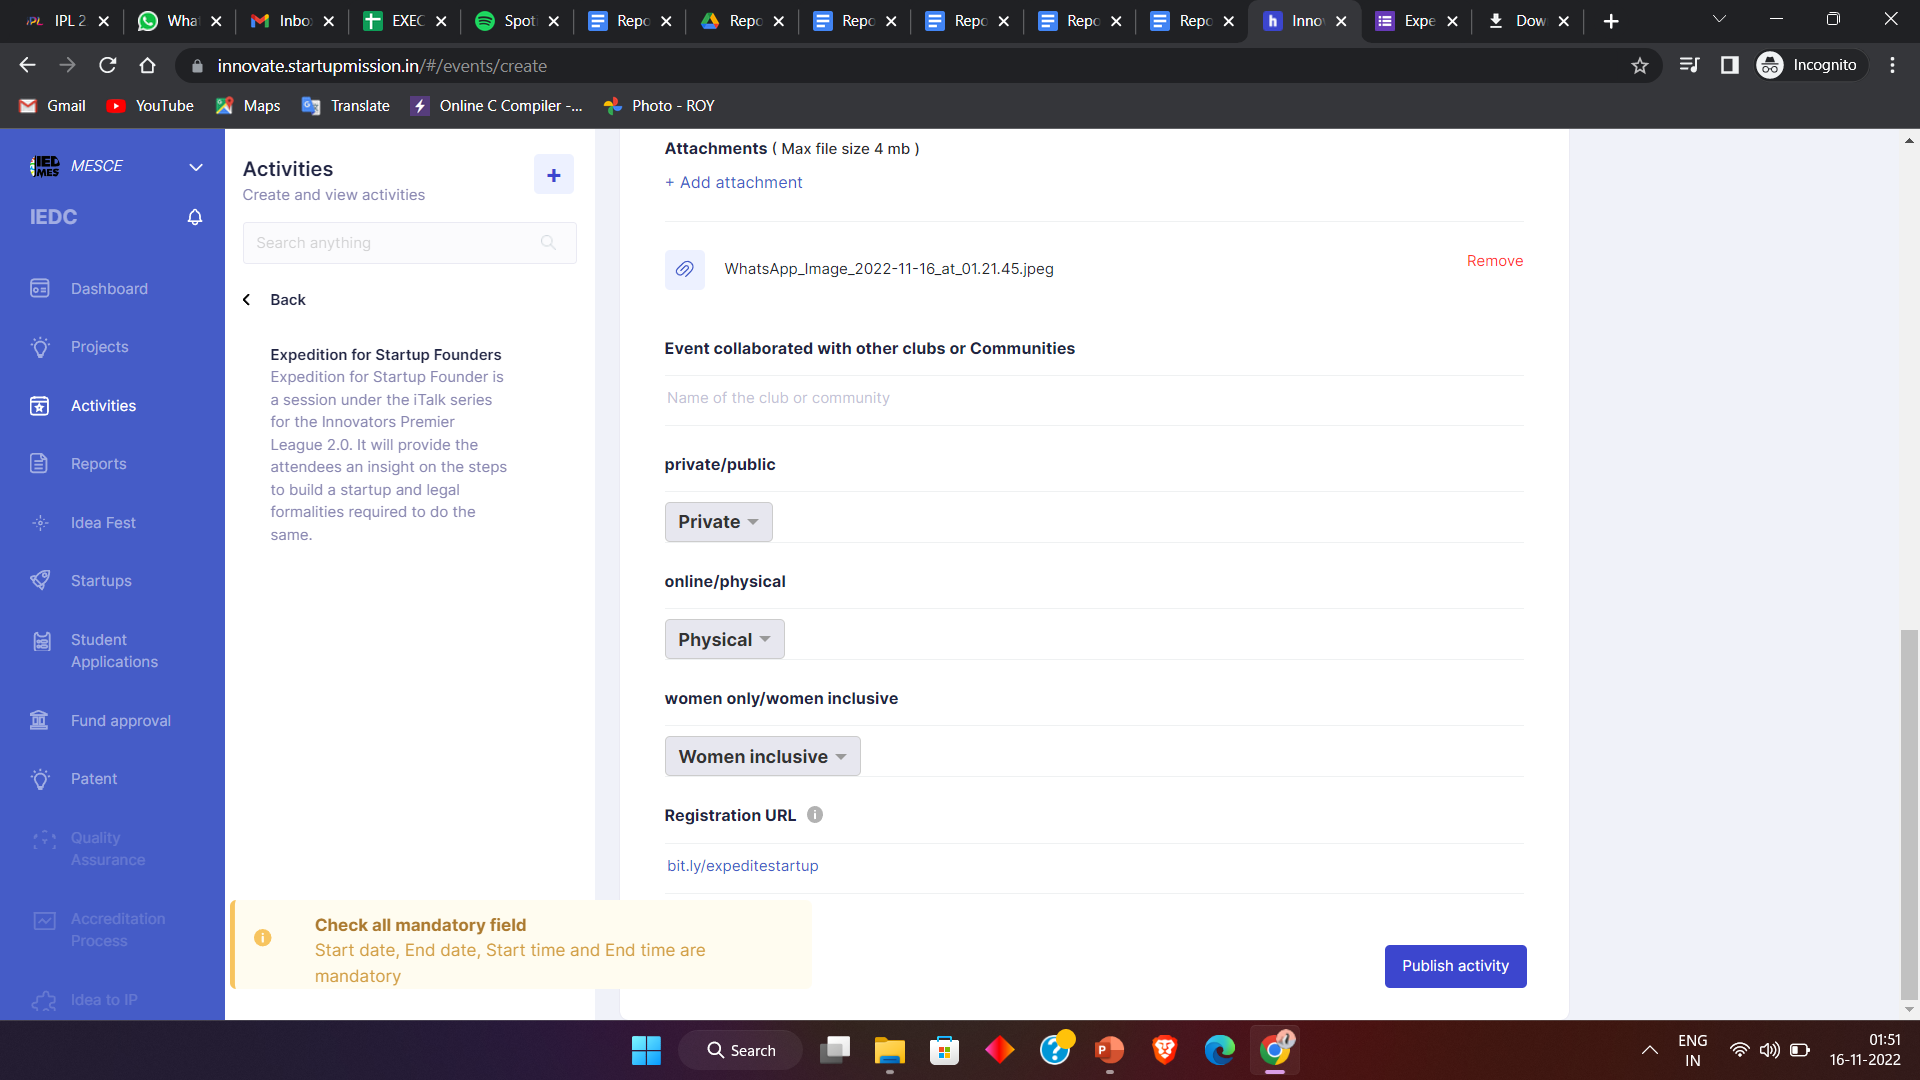 IPL 2
What
Inbo
EXEC
Spoti
Repo
Repo
Repo
Repo
Repo
Repo
Inno
Expe
Dow
innovate.startupmission.in/#/events/create
Incognito
Gmail
YouTube
Maps
Translate
Online C Compiler -...
Photo - ROY
IED
MES
MESCE
IEDC
Dashboard
Projects
Activities
Reports
Idea Fest
Startups
Student
Applications
Fund approval
Patent
Quality
Assurance
Accreditation
Process
Idea to IP
Activities
Create and view activities
+
Search anything
Back
Expedition for Startup Founders
Expedition for Startup Founder is
a session under the iTalk series
for the Innovators Premier
League 2.0. It will provide the
attendees an insight on the steps
to build a startup and legal
formalities required to do the
same.
Attachments ( Max file size 4 mb )
+ Add attachment
WhatsApp_Image_2022-11-16_at_01.21.45.jpeg
Remove
Event collaborated with other clubs or Communities
Name of the club or community
private/public
Private
online/physical
Physical
women only/women inclusive
Women inclusive
Registration URL
bit.ly/expeditestartup
Check all mandatory field
Start date, End date, Start time and End time are
mandatory
Publish activity
Search
ENG
IN
01:51
16-11-2022